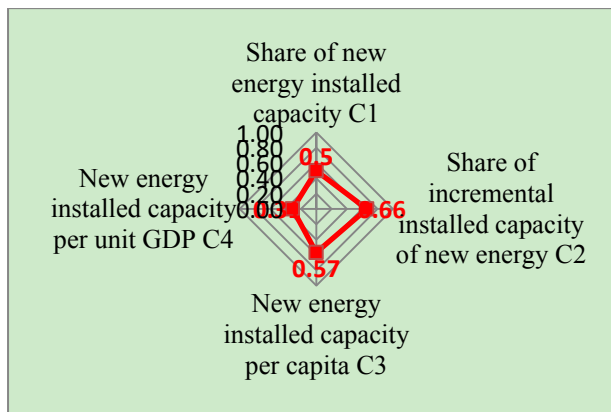 Share of new
energy installed
capacity C1
1.00
0.80
0.60
0.40
0.20
0.00
0.5
0.66
0.57
Share of
incremental
installed capacity
of new energy C2
New energy
installed capacity
per capita C3
New energy
installed capacity
per unit GDP C4